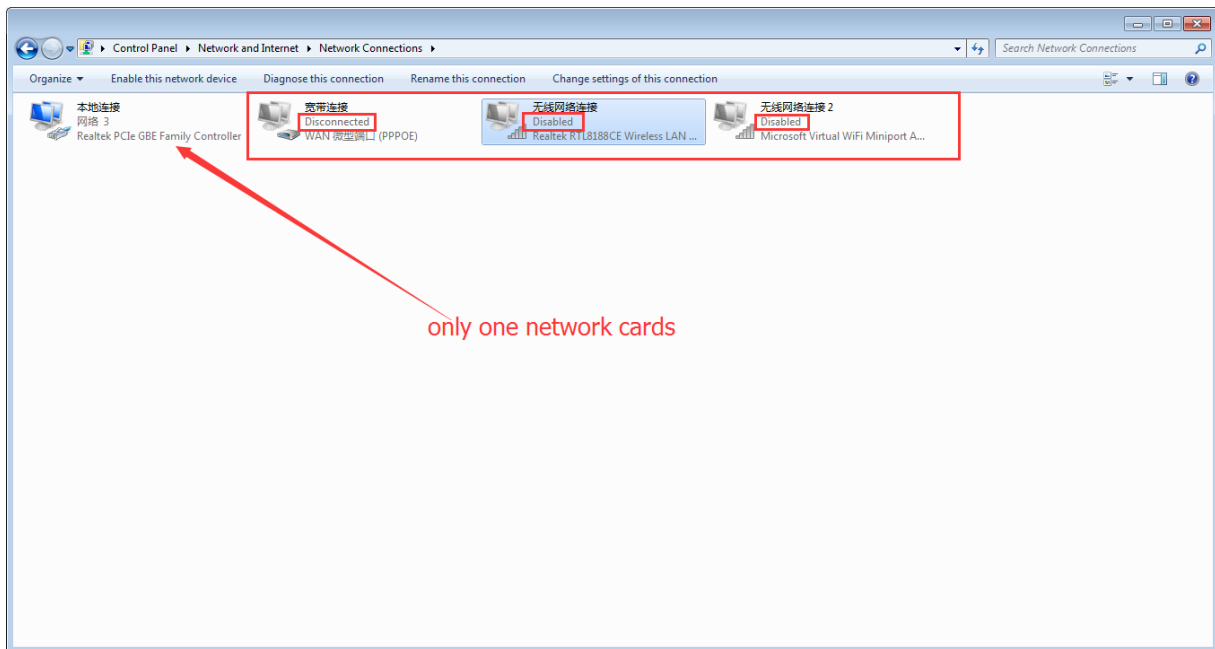 Control Panel ▸ Network and Internet ▸ Network Connections ▸
Search Network Connections
Organize ▾ Enable this network device Diagnose this connection Rename this connection Change settings of this connection
本地连接
网络 3
Realtek PCIe GBE Family Controller
宽带连接
Disconnected
WAN 微型端口 (PPPOE)
无线网络连接
Disabled
Realtek RTL8188CE Wireless LAN ...
无线网络连接 2
Disabled
Microsoft Virtual WiFi Miniport A...
only one network cards